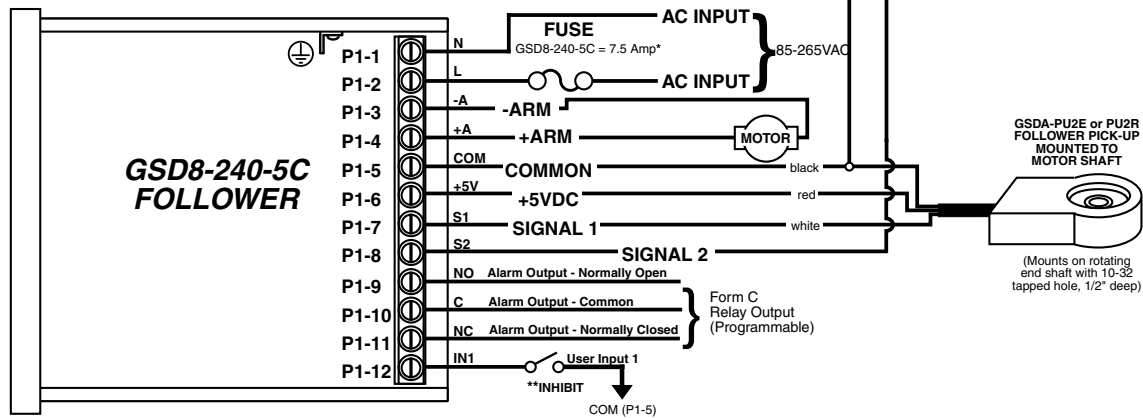 GSD8-240-5C
FOLLOWER
P1-1
P1-2
P1-3
P1-4
P1-5
P1-6
P1-7
P1-8
P1-9
P1-10
P1-11
P1-12
N
L
-A
+A
COM
+5V
S1
S2
NO
C
NC
IN1
AC INPUT
FUSE
GSD8-240-5C = 7.5 Amp*
AC INPUT
85-265VAC
-ARM
+ARM
MOTOR
COMMON
black
+5VDC
red
SIGNAL 1
white
SIGNAL 2
Alarm Output - Normally Open
Alarm Output - Common
Alarm Output - Normally Closed
Form C
Relay Output
(Programmable)
User Input 1
**INHIBIT
COM (P1-5)
GSDA-PU2E or PU2R
FOLLOWER PICK-UP
MOUNTED TO
MOTOR SHAFT
(Mounts on rotating
end shaft with 10-32
tapped hole, 1/2" deep)